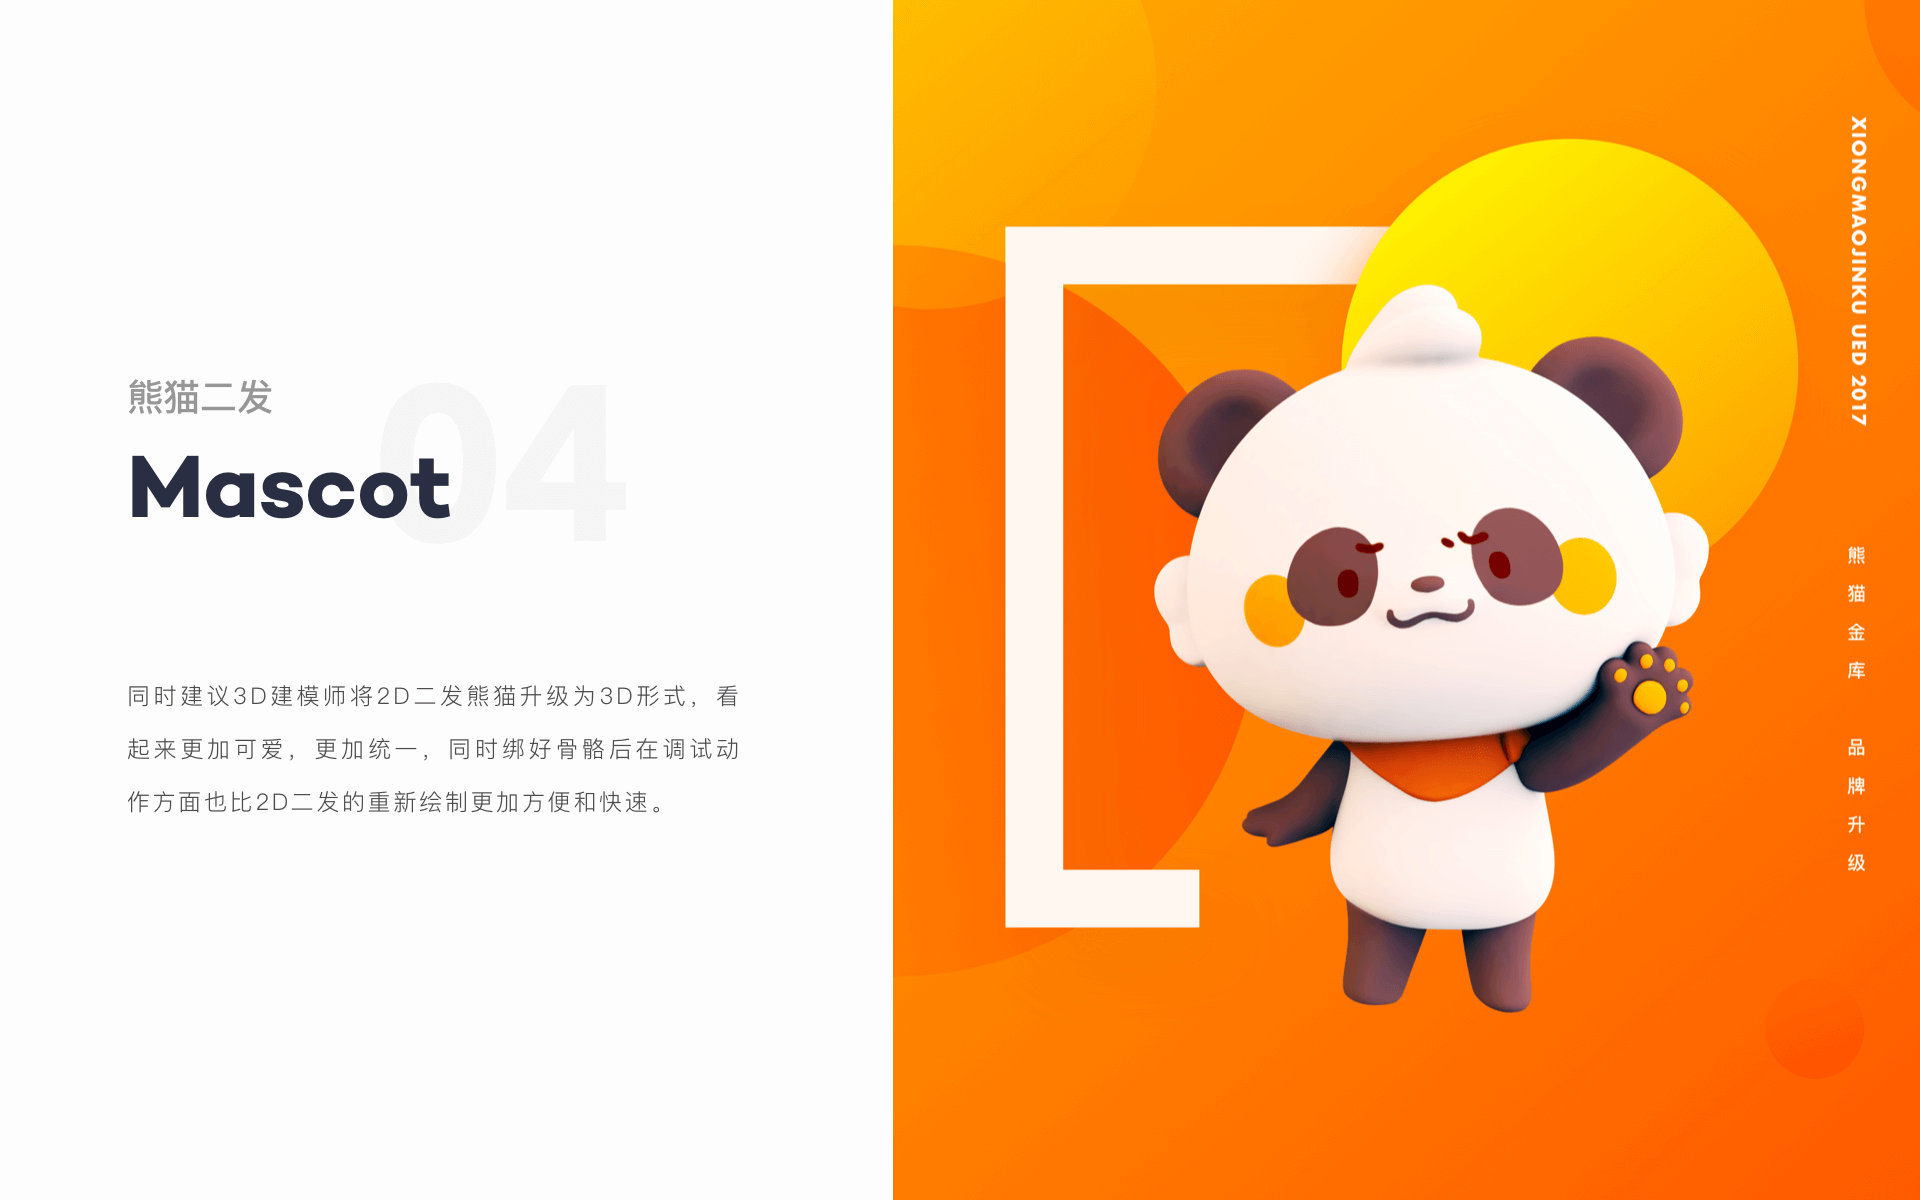 熊猫二发
04
Mascot
同时建议3D建模师将2D二发熊猫升级为3D形式，看
起来更加可爱，更加统一，同时绑好骨骼后在调试动
作方面也比2D二发的重新绘制更加方便和快速。
XIONGMAOJINKU UED 2017
熊猫金库 品牌升级